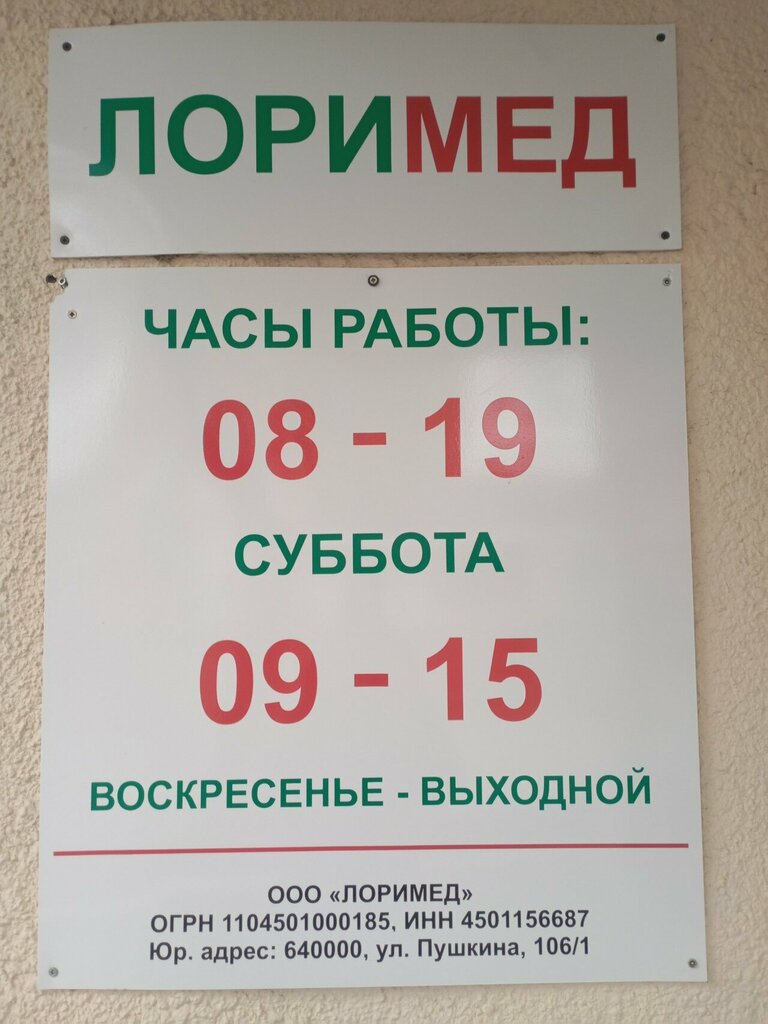 ЛОРИМЕД
ЧАСЫ РАБОТЫ:
08 - 19
СУББОТА
09 - 15
ВОСКРЕСЕНЬЕ - ВЫХОДНОЙ
ООО «ЛОРИМЕД»
ОГРН 1104501000185, ИНН 4501156687
Юр. адрес: 640000, ул. Пушкина, 106/1